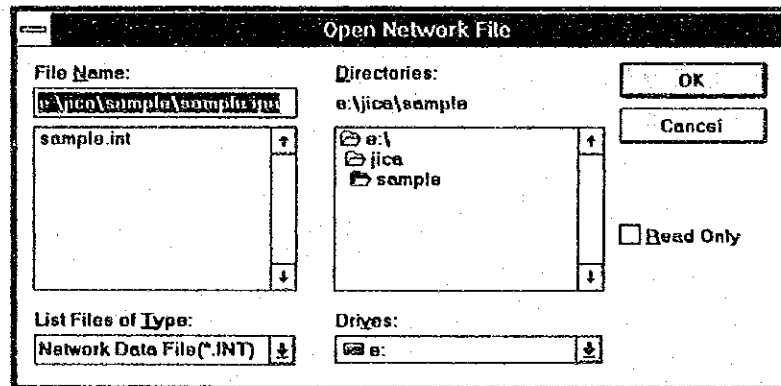 Open Network File
File Name:
e:\jica\sample\sample.int
sample.int
Directories:
e:\jica\sample
e:\
jica
sample
OK
Cancel
Read Only
List Files of Type:
Network Data File(*.INT)
Drives:
e: